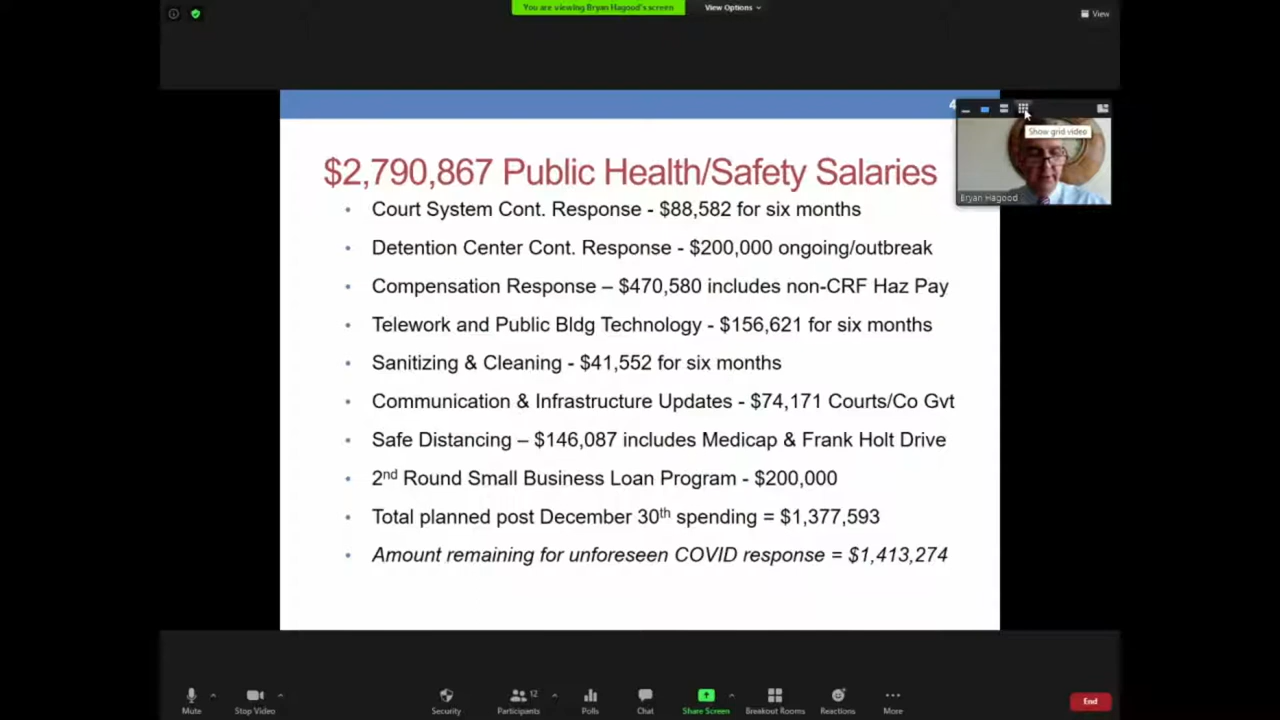 You are viewing Bryan Hagood's screen
View Options
View
4
Show grid video
Bryan Hagood
$2,790,867 Public Health/Safety Salaries
• Court System Cont. Response - $88,582 for six months
• Detention Center Cont. Response - $200,000 ongoing/outbreak
• Compensation Response – $470,580 includes non-CRF Haz Pay
• Telework and Public Bldg Technology - $156,621 for six months
• Sanitizing & Cleaning - $41,552 for six months
• Communication & Infrastructure Updates - $74,171 Courts/Co Gvt
• Safe Distancing – $146,087 includes Medicap & Frank Holt Drive
• 2nd Round Small Business Loan Program - $200,000
• Total planned post December 30th spending = $1,377,593
• Amount remaining for unforeseen COVID response = $1,413,274
Mute
Stop Video
Security
Participants
12
Polls
Chat
Share Screen
Breakout Rooms
Reactions
More
End